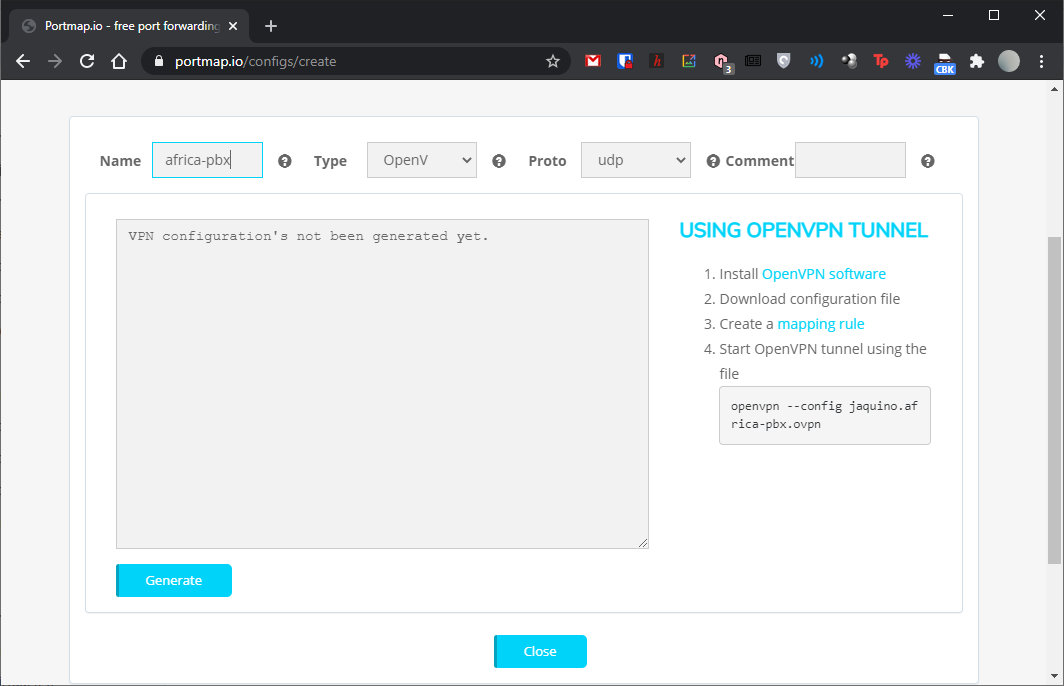 Portmap.io - free port forwarding
portmap.io/configs/create
3
CBK
Name africa-pbx Type OpenV Proto udp Comment
VPN configuration's not been generated yet.
USING OPENVPN TUNNEL
1. Install OpenVPN software
2. Download configuration file
3. Create a mapping rule
4. Start OpenVPN tunnel using the
file
openvpn --config jaquino.af
rica-pbx.ovpn
Generate
Close